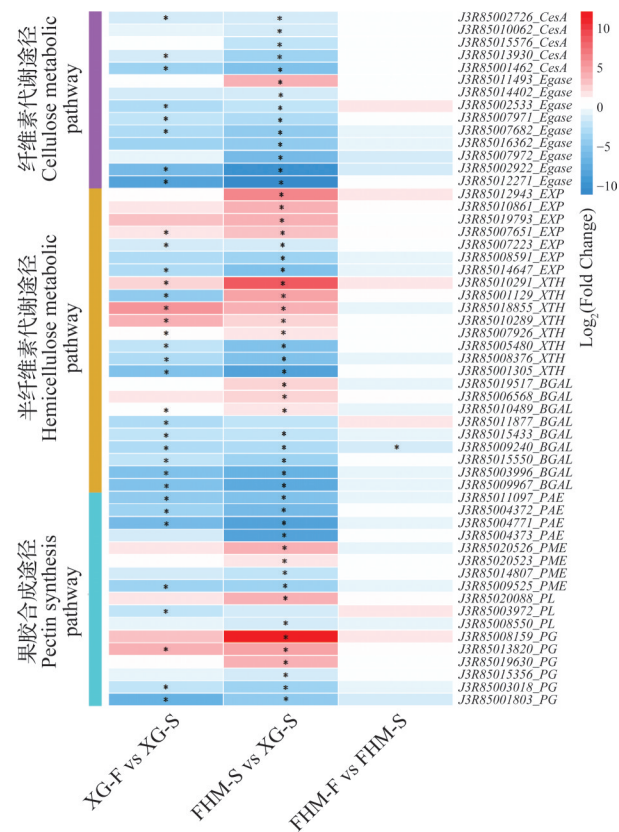 纤维素代谢途径
Cellulose metabolic
pathway
半纤维素代谢途径
Hemicellulose metabolic
pathway
果胶合成途径
Pectin synthesis
pathway
J3R85002726_CesA
J3R85010062_CesA
J3R85015576_CesA
J3R85013930_CesA
J3R85001462_CesA
J3R85011493_Egase
J3R85014402_Egase
J3R85002533_Egase
J3R85007971_Egase
J3R85007682_Egase
J3R85016362_Egase
J3R85007972_Egase
J3R85002922_Egase
J3R85012271_Egase
J3R85012943_EXP
J3R85010861_EXP
J3R85019793_EXP
J3R85007651_EXP
J3R85007223_EXP
J3R85008591_EXP
J3R85014647_EXP
J3R85010291_XTH
J3R85001129_XTH
J3R85018855_XTH
J3R85010289_XTH
J3R85007926_XTH
J3R85005480_XTH
J3R85008376_XTH
J3R85001305_XTH
J3R85019517_BGAL
J3R85006568_BGAL
J3R85010489_BGAL
J3R85011877_BGAL
J3R85015433_BGAL
J3R85009240_BGAL
J3R85015550_BGAL
J3R85003996_BGAL
J3R85009967_BGAL
J3R85011097_PAE
J3R85004372_PAE
J3R85004771_PAE
J3R85004373_PAE
J3R85020526_PME
J3R85020523_PME
J3R85014807_PME
J3R85009525_PME
J3R85020088_PL
J3R85003972_PL
J3R85008550_PL
J3R85008159_PG
J3R85013820_PG
J3R85019630_PG
J3R85015356_PG
J3R85003018_PG
J3R85001803_PG
XG-F vs XG-S
FHM-S vs XG-S
FHM-F vs FHM-S
10
5
0
−5
−10
Log₂(Fold Change)